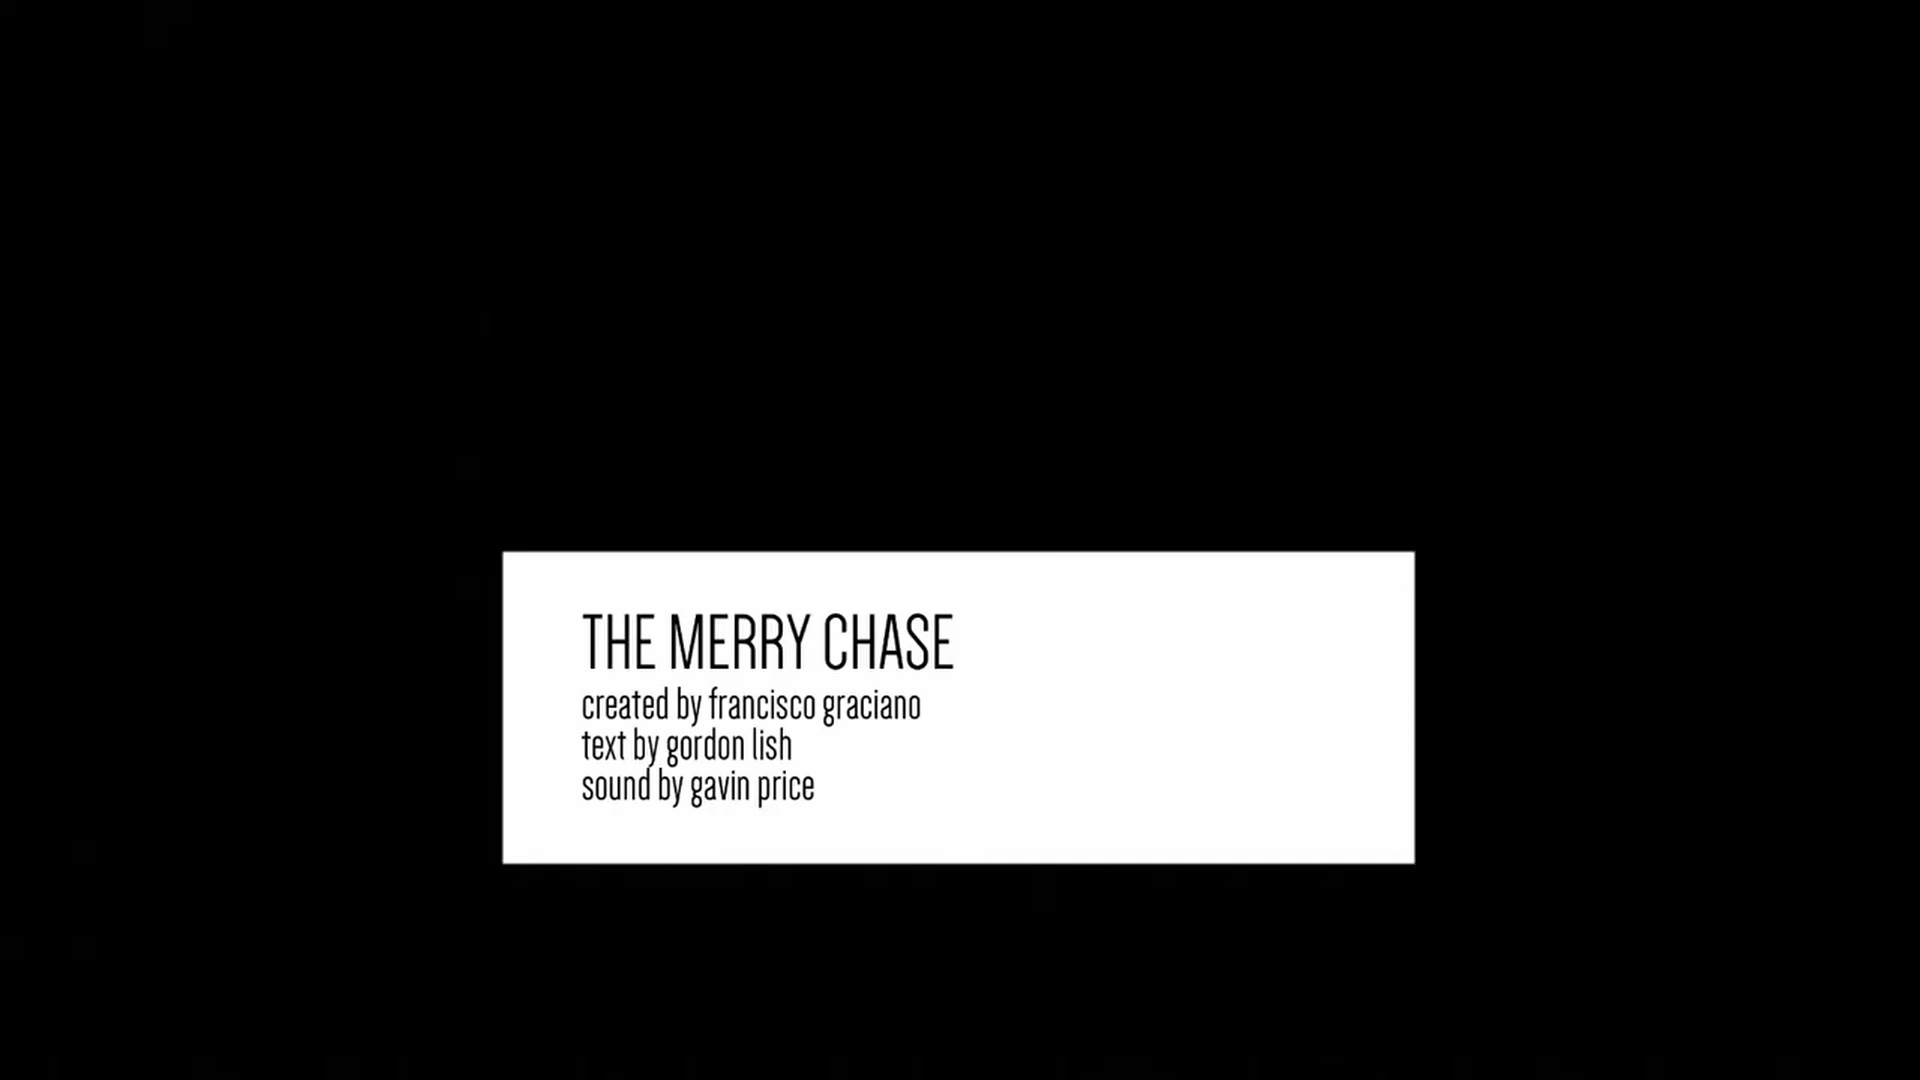 THE MERRY CHASE
created by francisco graciano
text by gordon lish
sound by gavin price